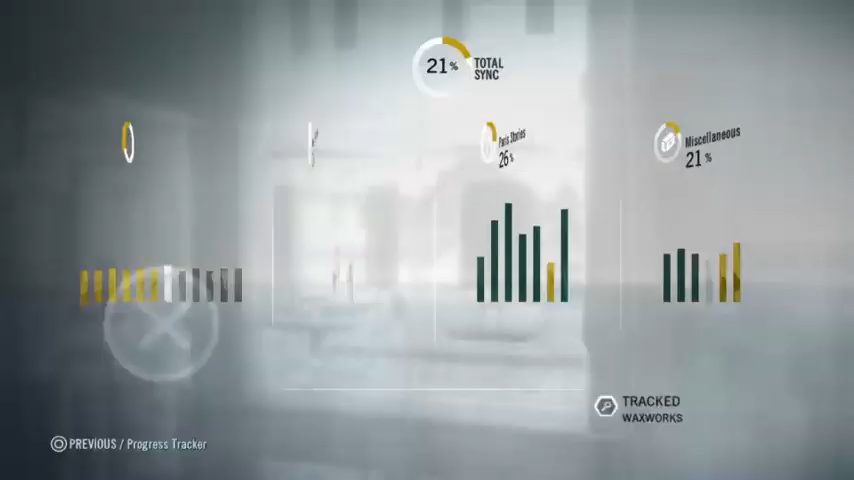 21%
TOTAL
SYNC
Paris Stories
26%
Miscellaneous
21%
TRACKED
WAXWORKS
PREVIOUS / Progress Tracker